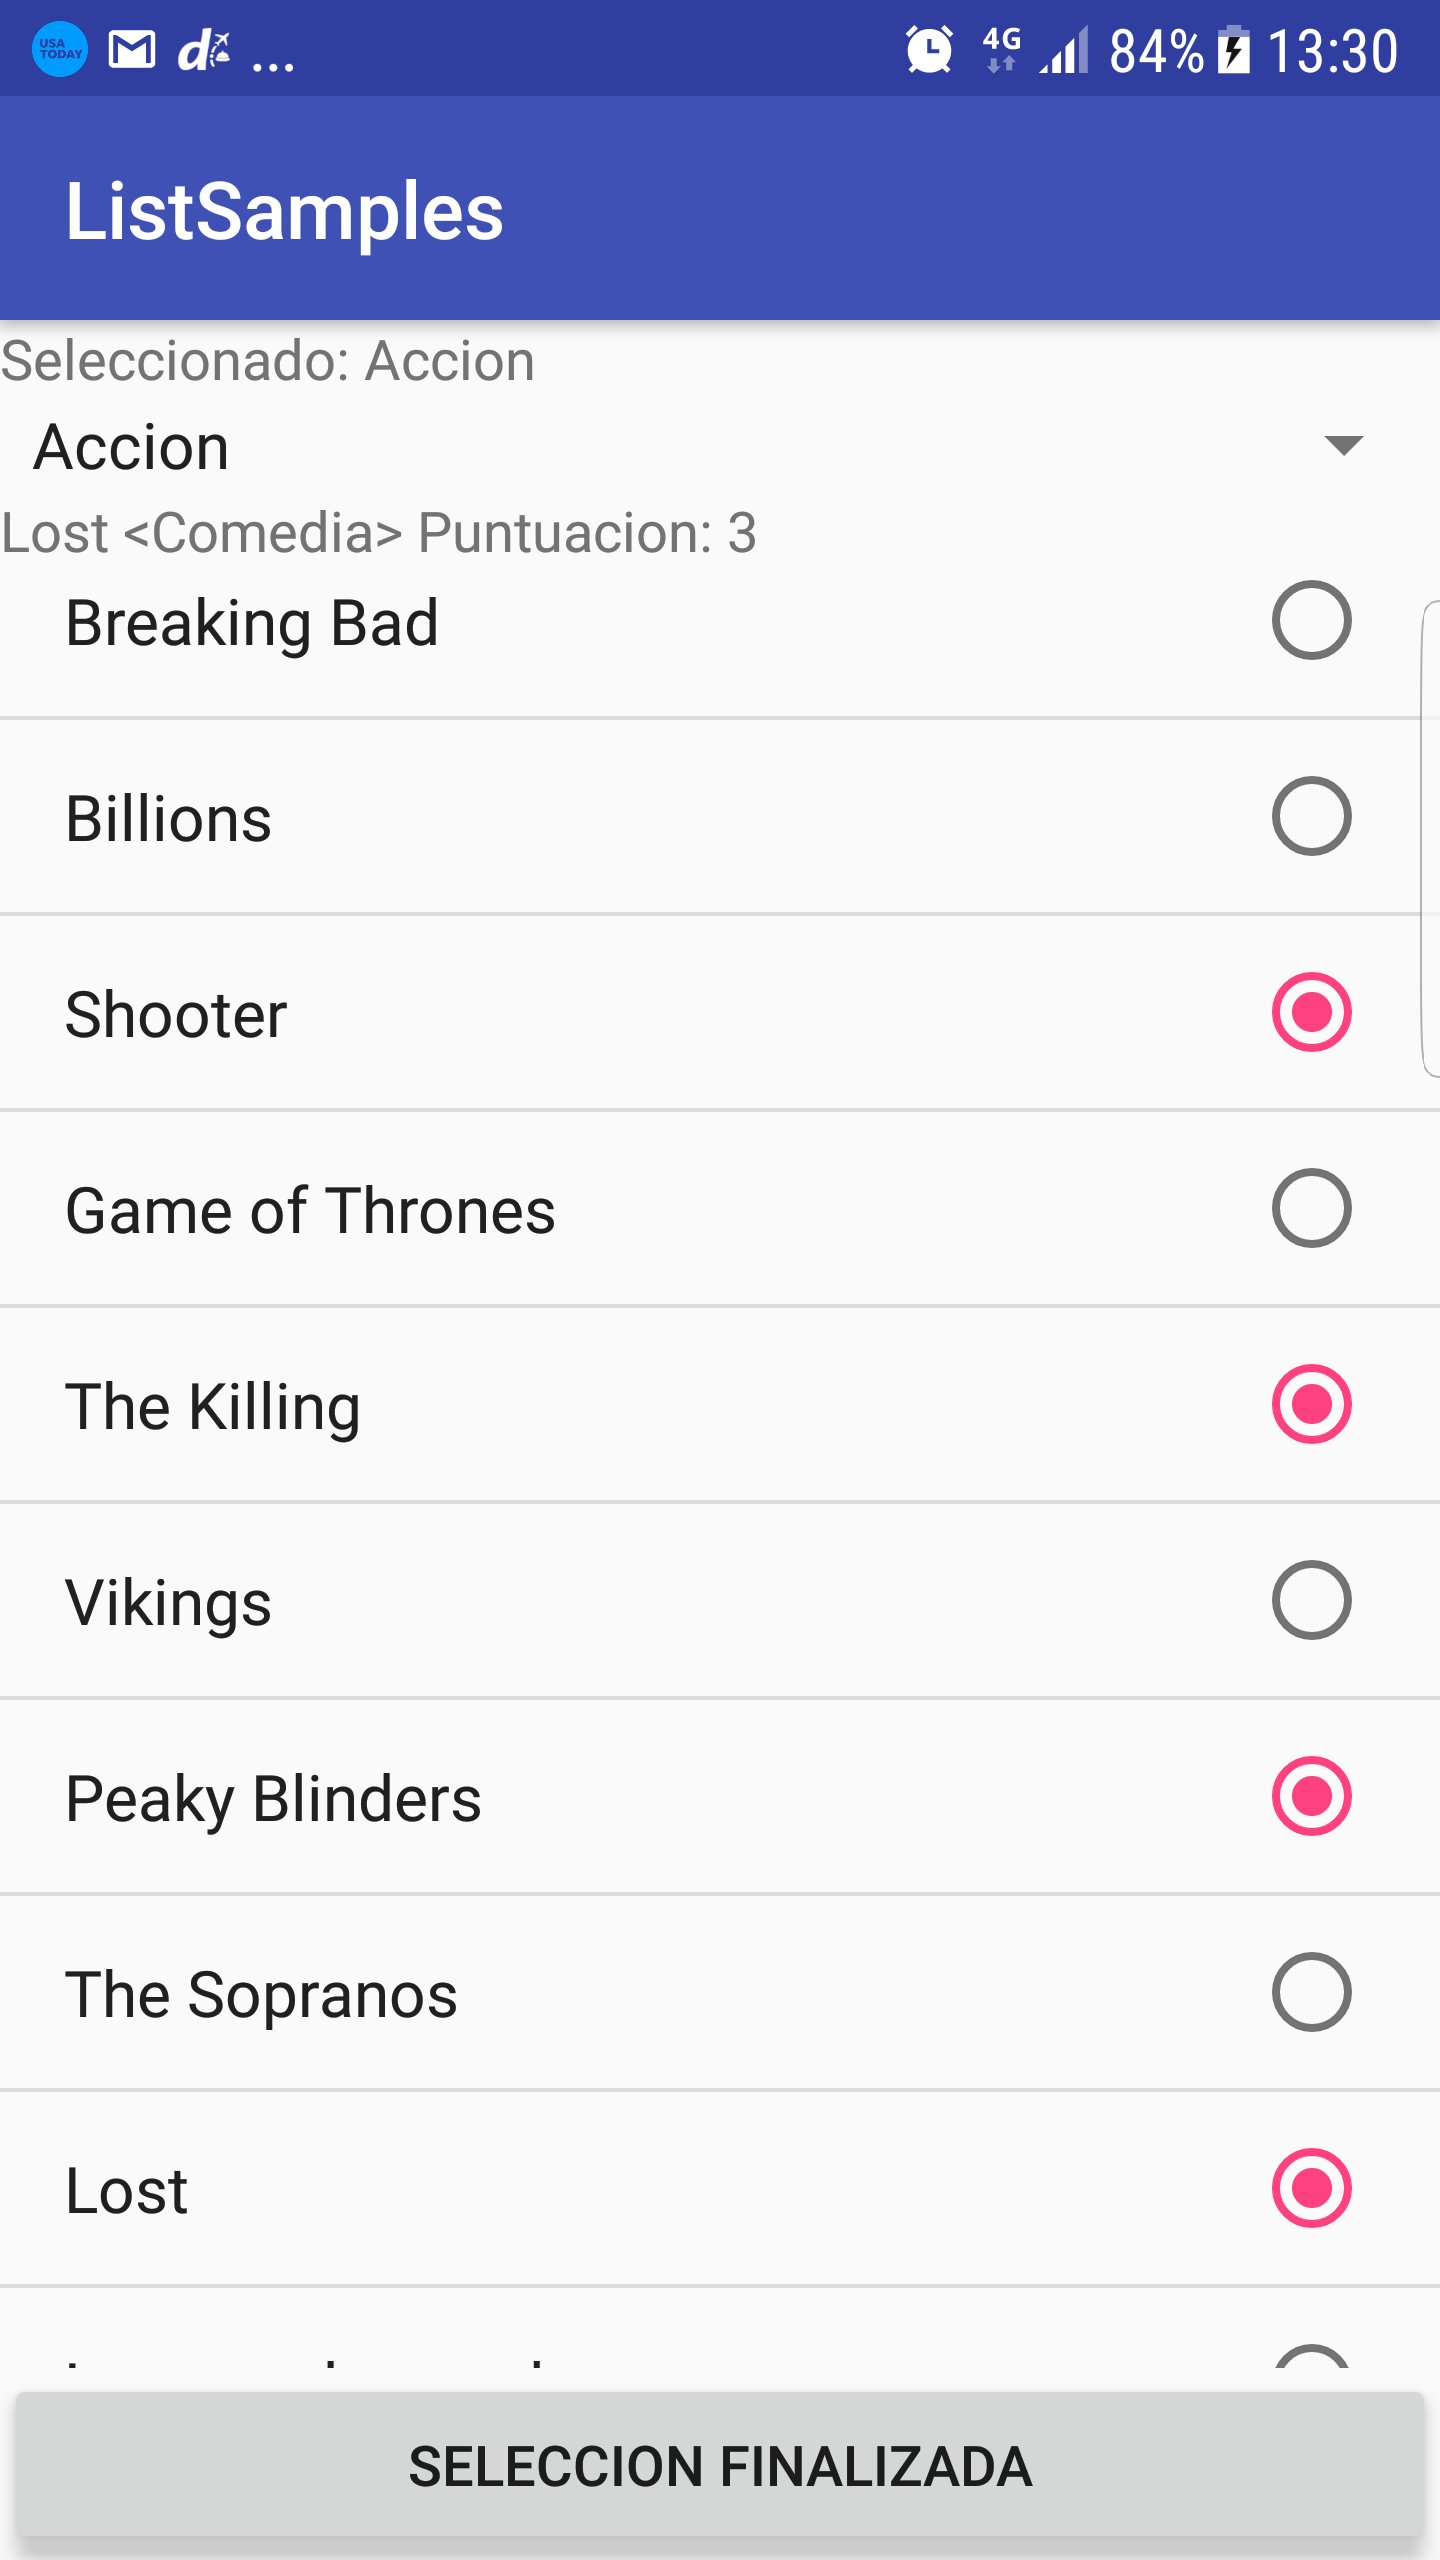 USA
TODAY
... 4G 84% 13:30
ListSamples
Seleccionado: Accion
Accion
Lost <Comedia> Puntuacion: 3
Breaking Bad
Billions
Shooter
Game of Thrones
The Killing
Vikings
Peaky Blinders
The Sopranos
Lost
SELECCION FINALIZADA